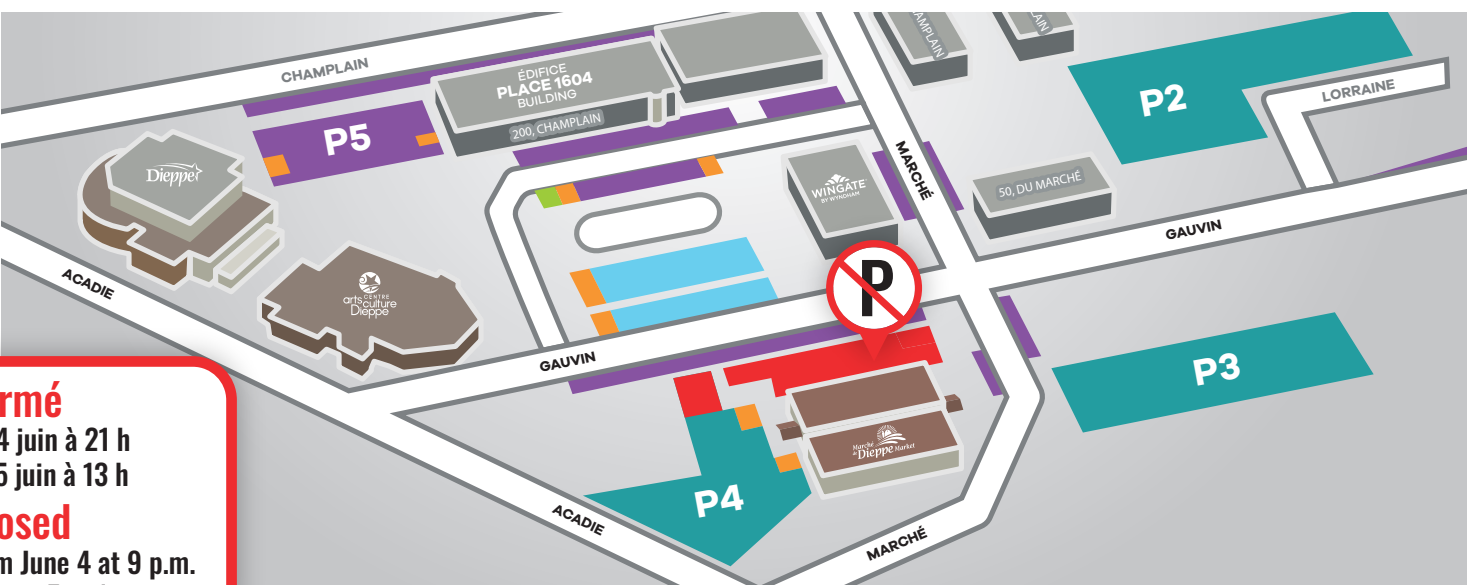 CHAMPLAIN
ÉDIFICE
PLACE 1604
BUILDING
200, CHAMPLAIN
P5
Dieppe
P2
LORRAINE
MARCHÉ
WINGATE
BY WYNDHAM
50, DU MARCHÉ
GAUVIN
ACADIE
CENTRE
arts culture
Dieppe
P
GAUVIN
P3
Marché
de Dieppe Market
P4
ACADIE
MARCHÉ
rmé
4 juin à 21 h
5 juin à 13 h
osed
m June 4 at 9 p.m.